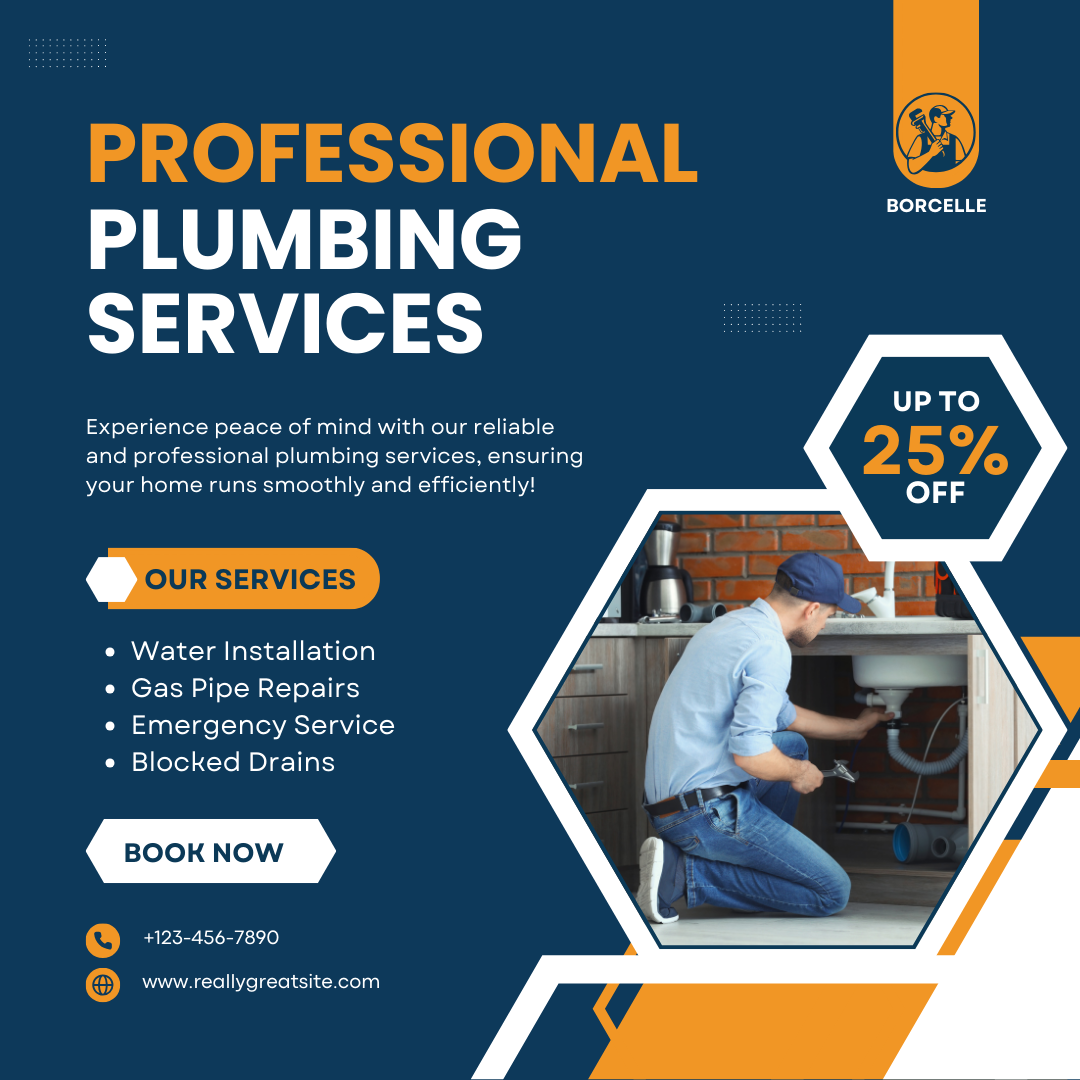 PROFESSIONAL
PLUMBING
SERVICES
BORCELLE
Experience peace of mind with our reliable
and professional plumbing services, ensuring
your home runs smoothly and efficiently!
UP TO
25%
OFF
OUR SERVICES
• Water Installation
• Gas Pipe Repairs
• Emergency Service
• Blocked Drains
BOOK NOW
+123-456-7890
www.reallygreatsite.com